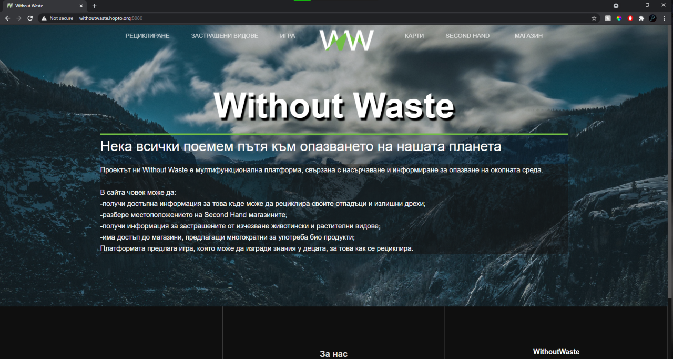 Without Waste
Not secure withoutwaste.hopto.org
РЕЦИКЛИРАНЕ ЗАСТРАШЕНИ ВИДОВЕ ИГРА WW КАРТИ SECOND HAND МАГАЗИН
Without Waste
Нека всички поемем пътя към опазването на нашата планета
Проектът ни Without Waste е мултифункционална платформа, свързана с насърчаване и информиране за опазване на околната среда.
В сайта човек може да:
-получи достъпна информация за това къде може да рециклира своите отпадъци и излишни дрехи;
-разбере местоположението на Second Hand магазините;
-получи информация за застрашените от изчезване животински и растителни видове;
-има достъп до магазини, предлагащи многократни за употреба био продукти;
Платформата предлага игра, която може да изгради знания у децата, за това как се рециклира.
За нас
WithoutWaste